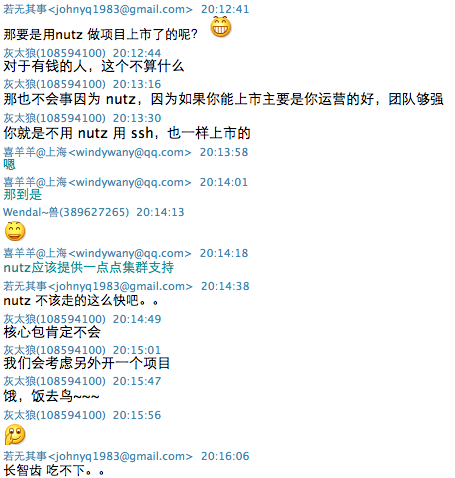 若无其事<johnyq1983@gmail.com> 20:12:41
那要是用nutz 做项目上市了的呢?
灰太狼(108594100) 20:12:44
对于有钱的人，这个不算什么
灰太狼(108594100) 20:13:16
那也不会事因为 nutz，因为如果你能上市主要是你运营的好，团队够强
灰太狼(108594100) 20:13:30
你就是不用 nutz 用 ssh，也一样上市的
喜羊羊@上海<windywany@qq.com> 20:13:58
嗯
喜羊羊@上海<windywany@qq.com> 20:14:01
那到是
Wendal~兽(389627265) 20:14:13
喜羊羊@上海<windywany@qq.com> 20:14:18
nutz应该提供一点点集群支持
若无其事<johnyq1983@gmail.com> 20:14:38
nutz 不该走的这么快吧。。
灰太狼(108594100) 20:14:49
核心包肯定不会
灰太狼(108594100) 20:15:01
我们会考虑另外开一个项目
灰太狼(108594100) 20:15:47
饿，饭去鸟~~~
灰太狼(108594100) 20:15:56
若无其事<johnyq1983@gmail.com> 20:16:06
长智齿 吃不下。。